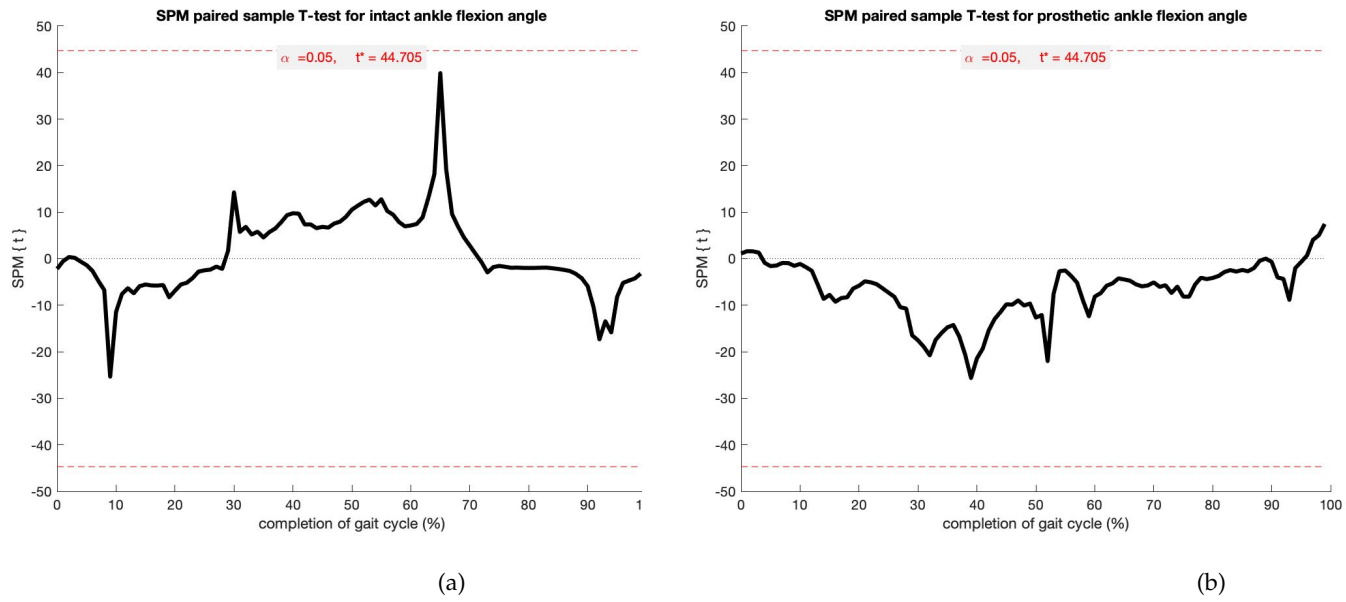 SPM paired sample T-test for intact ankle flexion angle
50
40
30
20
10
0
-10
-20
-30
-40
-50
SPM { t }
α =0.05, t* = 44.705
0 10 20 30 40 50 60 70 80 90 1
completion of gait cycle (%)
(a)
SPM paired sample T-test for prosthetic ankle flexion angle
50
40
30
20
10
0
-10
-20
-30
-40
-50
SPM { t }
α =0.05, t* = 44.705
0 10 20 30 40 50 60 70 80 90 100
completion of gait cycle (%)
(b)